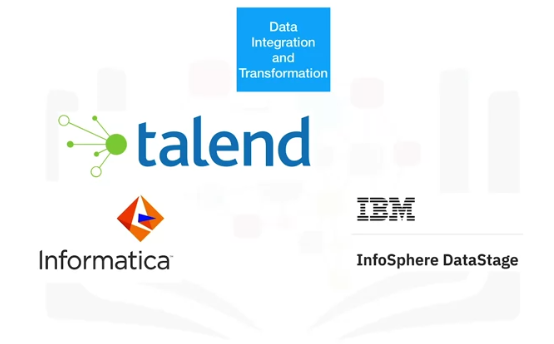 Data
Integration
and
Transformation
talend
Informatica
IBM
InfoSphere DataStage